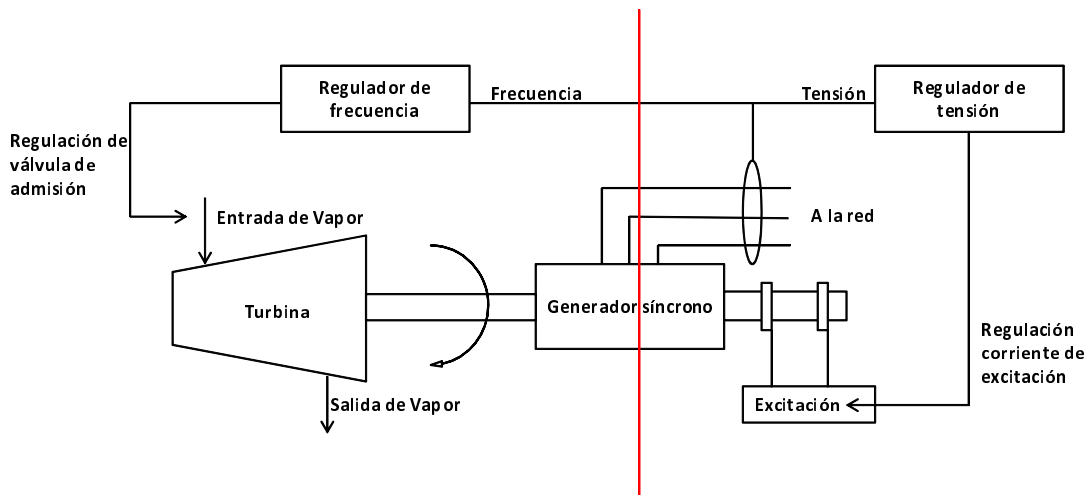 Regulador de
frecuencia
Frecuencia
Tensión
Regulador de
tensión
Regulación de
válvula de
admisión
Entrada de Vapor
A la red
Turbina
Generador síncrono
Regulación
corriente de
excitación
Salida de Vapor
Excitación